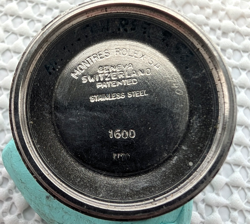 MONTRES ROLEX S.A.
GENEVA
SWITZERLAND
PATENTED
STAINLESS STEEL
1600